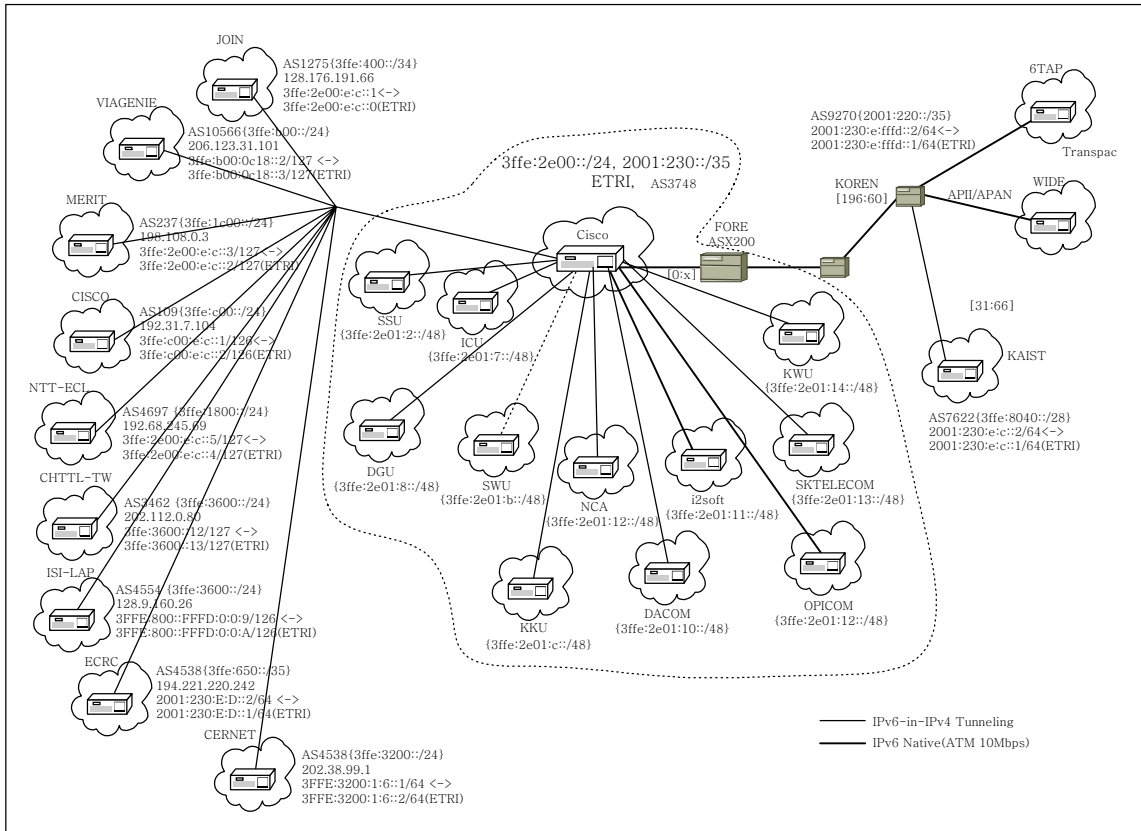 JOIN
AS1275{3ffe:400::/34}
128.176.191.66
3ffe:2e00:e:c::1<->
3ffe:2e00:e:c::0(ETRI)
VIAGENIE
AS10566{3ffe:b00::/24}
206.123.31.101
3ffe:b00:0c18::2/127 <->
3ffe:b00:0c18::3/127(ETRI)
MERIT
AS237{3ffe:1c00::/24}
198.108.0.3
3ffe:2e00:e:c::3/127<->
3ffe:2e00:e:c::2/127(ETRI)
CISCO
AS109{3ffe:c00::/24}
192.31.7.104
3ffe:c00:e:c::1/126<->
3ffe:c00:e:c::2/126(ETRI)
NTT-ECL
AS4697 {3ffe:1800::/24}
192.68.245.69
3ffe:2e00:e:c::5/127<->
3ffe:2e00:e:c::4/127(ETRI)
CHTTL-TW
AS3462 {3ffe:3600::/24}
202.112.0.80
3ffe:3600::12/127 <->
3ffe:3600::13/127(ETRI)
ISI-LAP
AS4554 {3ffe:3600::/24}
128.9.160.26
3FFE:800::FFFD:0:0:9/126 <->
3FFE:800::FFFD:0:0:A/126(ETRI)
ECRC
AS4538{3ffe:650::/35}
194.221.220.242
2001:230:E:D::2/64 <->
2001:230:E:D::1/64(ETRI)
CERNET
AS4538{3ffe:3200::/24}
202.38.99.1
3FFE:3200:1:6::1/64 <->
3FFE:3200:1:6::2/64(ETRI)
3ffe:2e00::/24, 2001:230::/35
ETRI, AS3748
Cisco
[0:x]
FORE
ASX200
SSU
{3ffe:2e01:2::/48}
ICU
{3ffe:2e01:7::/48}
KWU
{3ffe:2e01:14::/48}
DGU
{3ffe:2e01:8::/48}
SWU
{3ffe:2e01:b::/48}
NCA
{3ffe:2e01:12::/48}
i2soft
{3ffe:2e01:11::/48}
SKTELECOM
{3ffe:2e01:13::/48}
KKU
{3ffe:2e01:c::/48}
DACOM
{3ffe:2e01:10::/48}
OPICOM
{3ffe:2e01:12::/48}
6TAP
AS9270{2001:220::/35}
2001:230:e:fffd::2/64<->
2001:230:e:fffd::1/64(ETRI)
Transpac
KOREN
[196:60]
APII/APAN
WIDE
[31:66]
KAIST
AS7622{3ffe:8040::/28}
2001:230:e:c::2/64<->
2001:230:e:c::1/64(ETRI)
IPv6-in-IPv4 Tunneling
IPv6 Native(ATM 10Mbps)